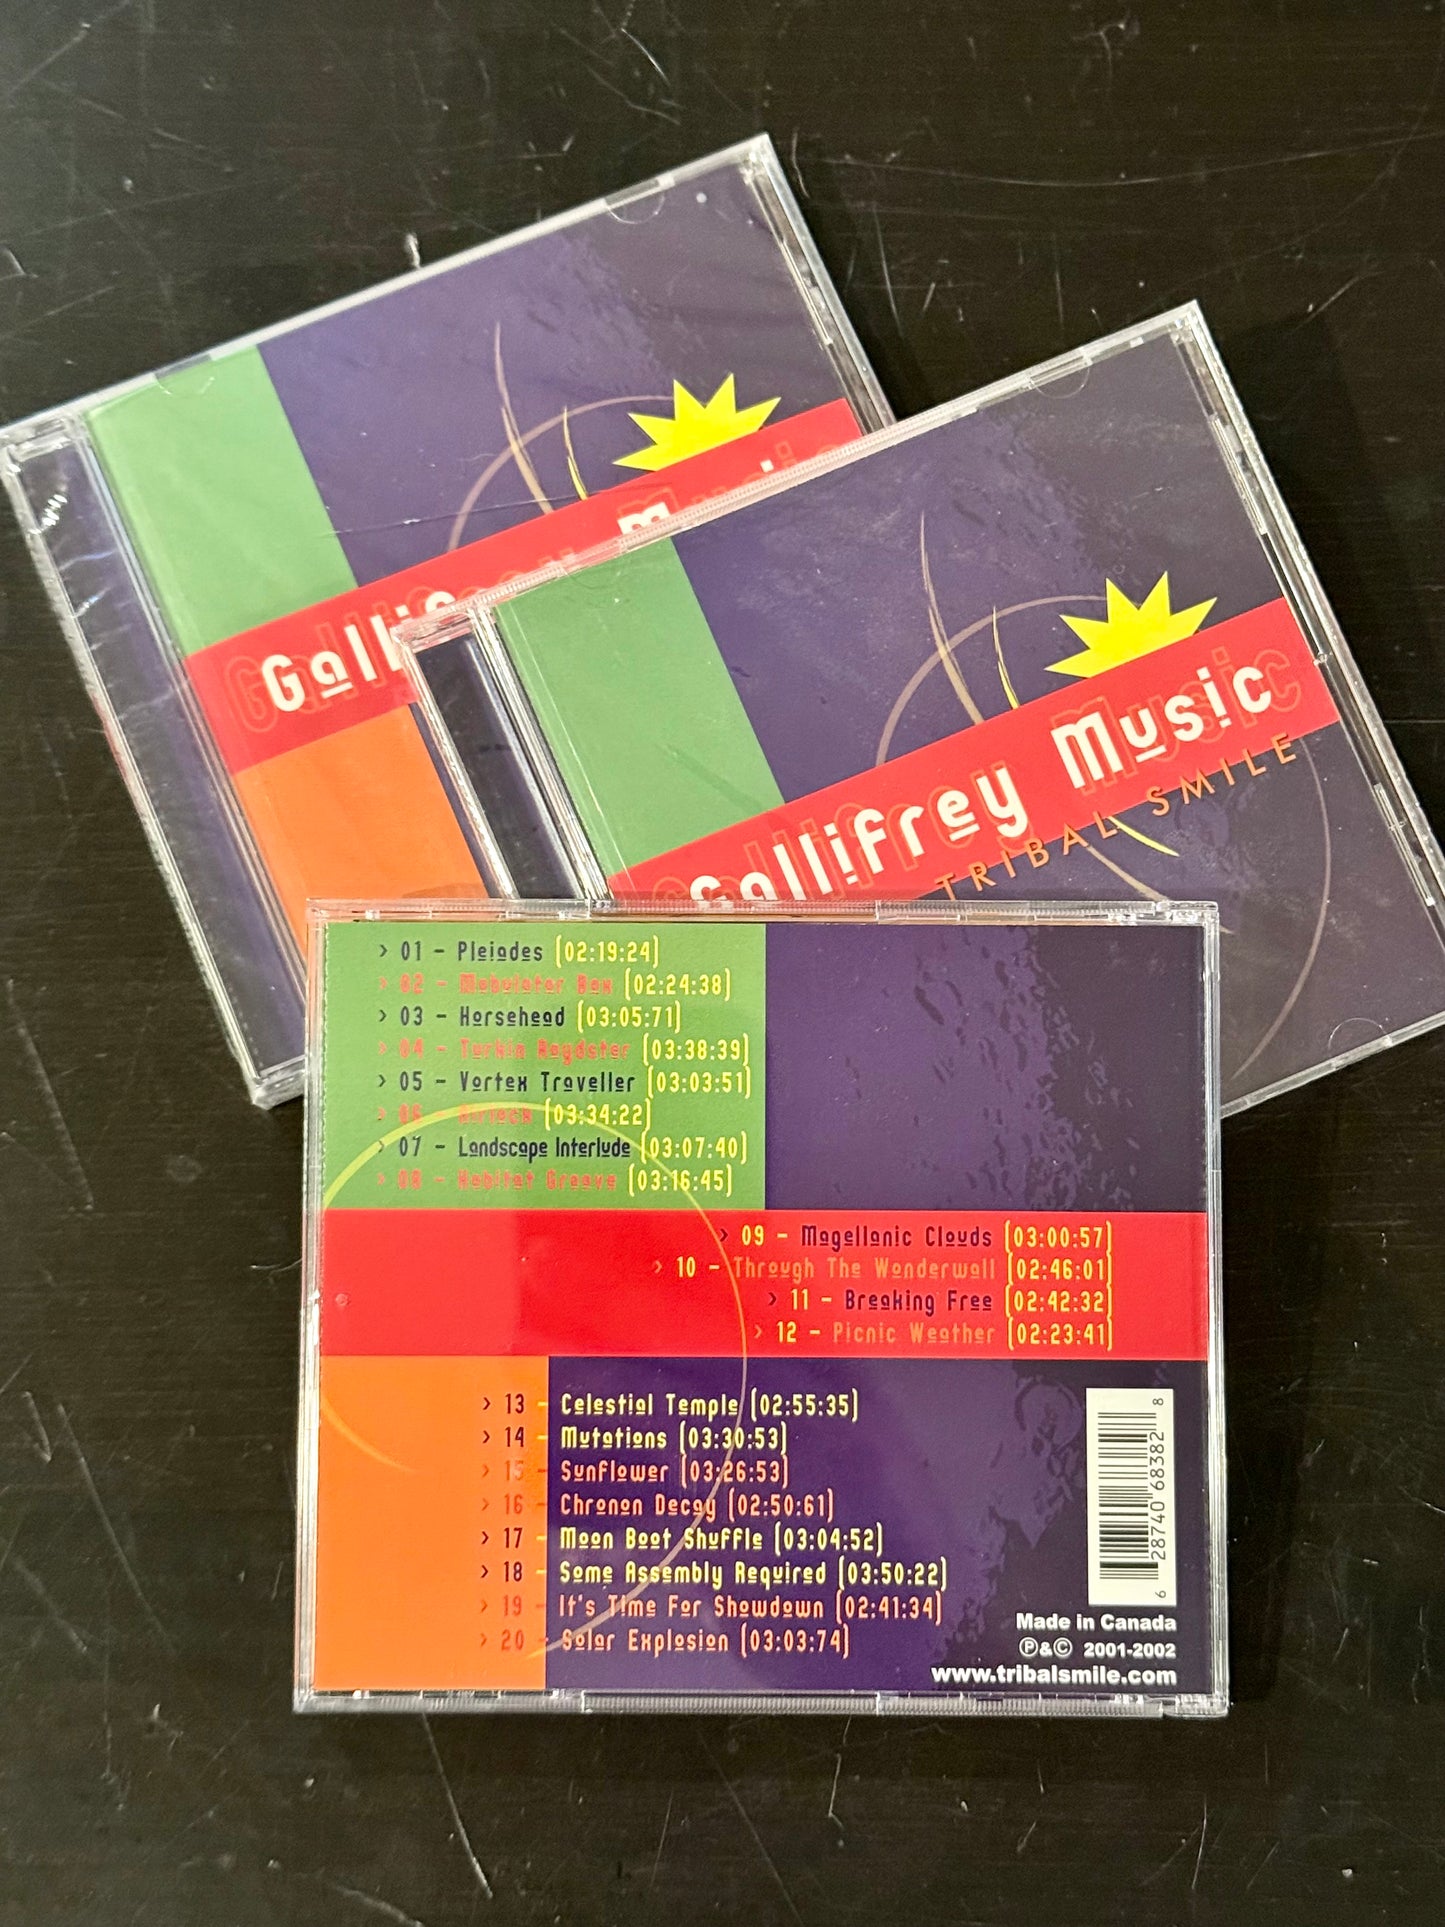 Gallifrey Music
Gallifrey Music
TRIBAL SMILE
> 01 - Pleiades (02:19:24)
> 02 - Mobulator Box (02:24:38)
> 03 - Horsehead (03:05:71)
> 04 - Turkin Roydster (03:38:39)
> 05 - Vortex Traveller (03:03:51)
> 06 - Airlock (03:34:22)
> 07 - Landscape Interlude (03:07:40)
> 08 - Habitat Groove (03:16:45)
> 09 - Magellanic Clouds (03:00:57)
> 10 - Through The Wonderwall (02:46:01)
> 11 - Breaking Free (02:42:32)
> 12 - Picnic Weather (02:23:41)
> 13 - Celestial Temple (02:55:35)
> 14 - Mutations (03:30:53)
> 15 - Sunflower (03:26:53)
> 16 - Chronon Decay (02:50:61)
> 17 - Moon Boot Shuffle (03:04:52)
> 18 - Some Assembly Required (03:50:22)
> 19 - It's Time For Showdown (02:41:34)
> 20 - Solar Explosion (03:03:74)
6 28740 68382 8
Made in Canada
Ⓟ&© 2001-2002
www.tribalsmile.com